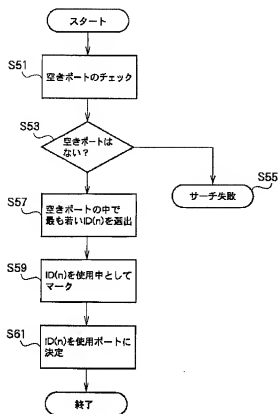 スタート
S51
空きポートのチェック
S53
空きポートは
ない?
S55
サーチ失敗
S57
空きポートの中で
最も若いID(n)を選出
S59
ID(n)を使用中として
マーク
S61
ID(n)を使用ポートに
決定
終了